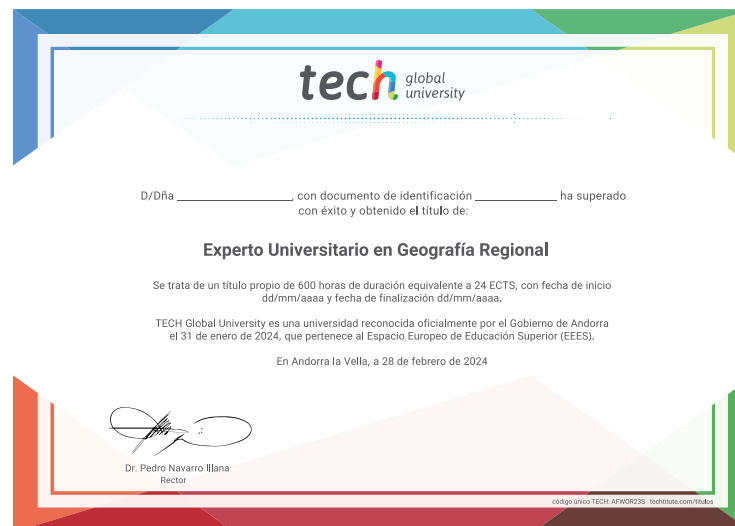 tech global university
D/Dña ____________________, con documento de identificación ______________ ha superado
con éxito y obtenido el título de:
Experto Universitario en Geografía Regional
Se trata de un título propio de 600 horas de duración equivalente a 24 ECTS, con fecha de inicio
dd/mm/aaaa y fecha de finalización dd/mm/aaaa.
TECH Global University es una universidad reconocida oficialmente por el Gobierno de Andorra
el 31 de enero de 2024, que pertenece al Espacio Europeo de Educación Superior (EEES).
En Andorra la Vella, a 28 de febrero de 2024
Dr. Pedro Navarro Illana
Rector
código único TECH: AFWOR23S techtitute.com/titulos